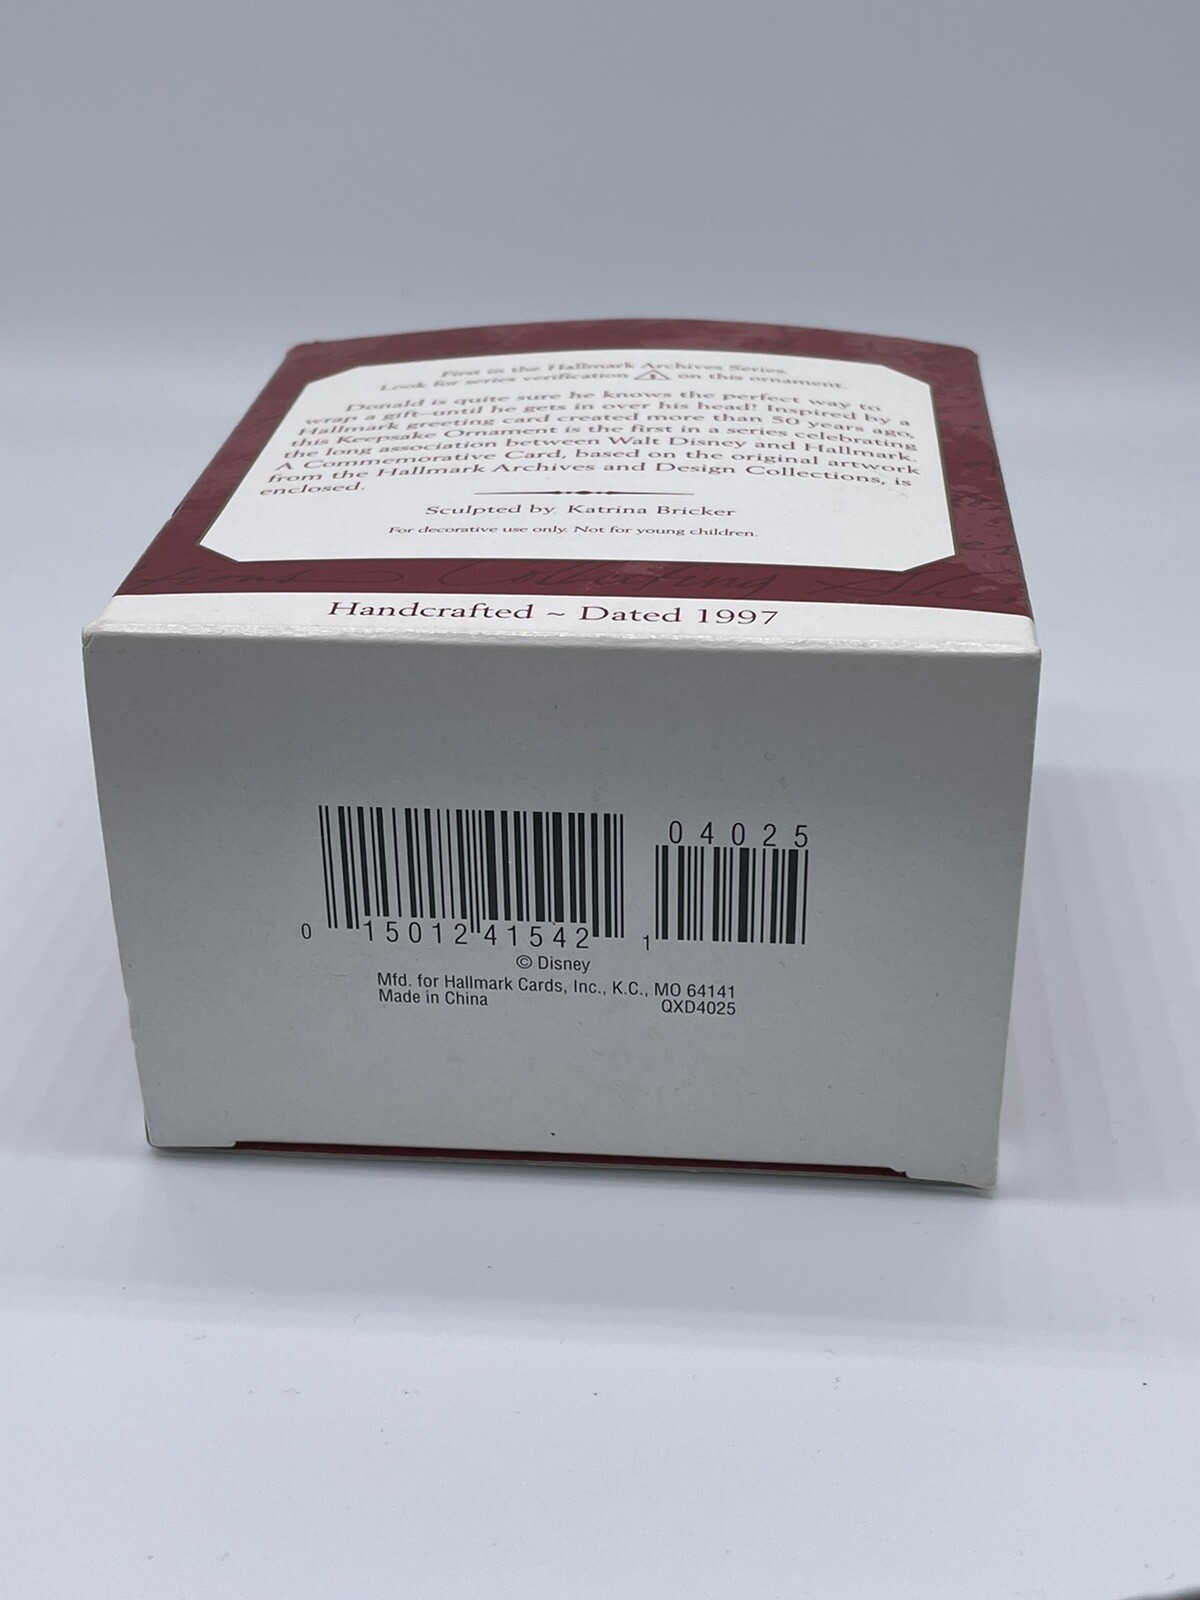 First in the Hallmark Archives Series.
Look for series verification 1 on this ornament.
Donald is quite sure he knows the perfect way to
wrap a gift–until he gets in over his head! Inspired by a
Hallmark greeting card created more than 50 years ago,
this Keepsake Ornament is the first in a series celebrating
the long association between Walt Disney and Hallmark.
A Commemorative Card, based on the original artwork
from the Hallmark Archives and Design Collections, is
enclosed.
Sculpted by Katrina Bricker
For decorative use only. Not for young children.
Collecting
Handcrafted ~ Dated 1997
04025
0 15012 41542 1
© Disney
Mfd. for Hallmark Cards, Inc., K.C., MO 64141
Made in China QXD4025